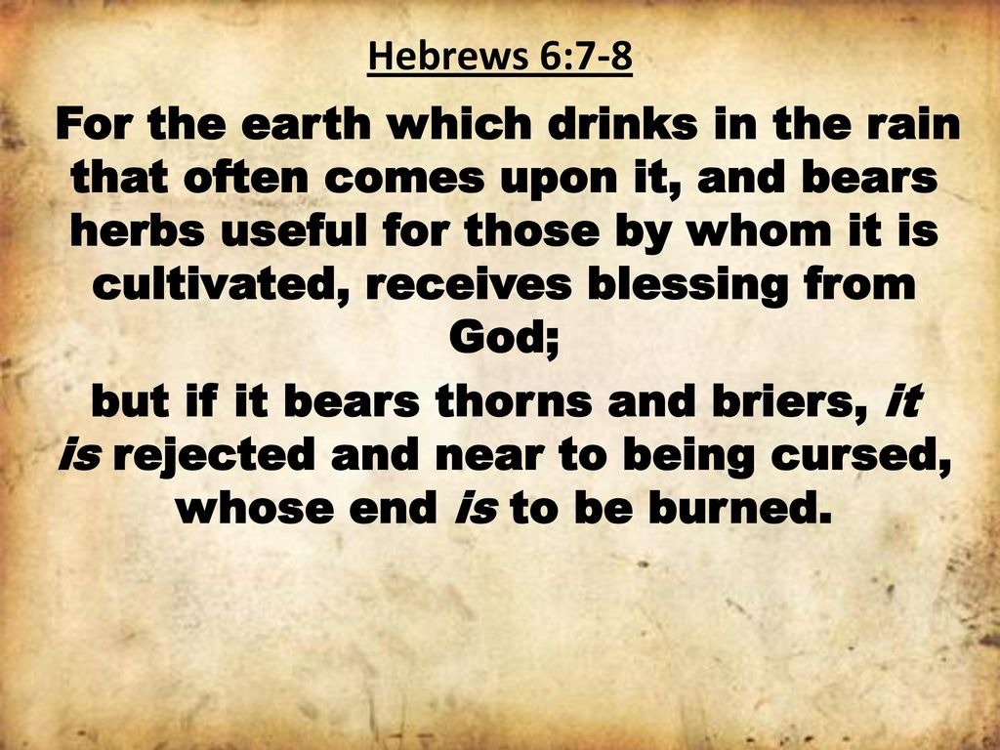 Hebrews 6:7-8
For the earth which drinks in the rain
that often comes upon it, and bears
herbs useful for those by whom it is
cultivated, receives blessing from
God;
but if it bears thorns and briers, it
is rejected and near to being cursed,
whose end is to be burned.